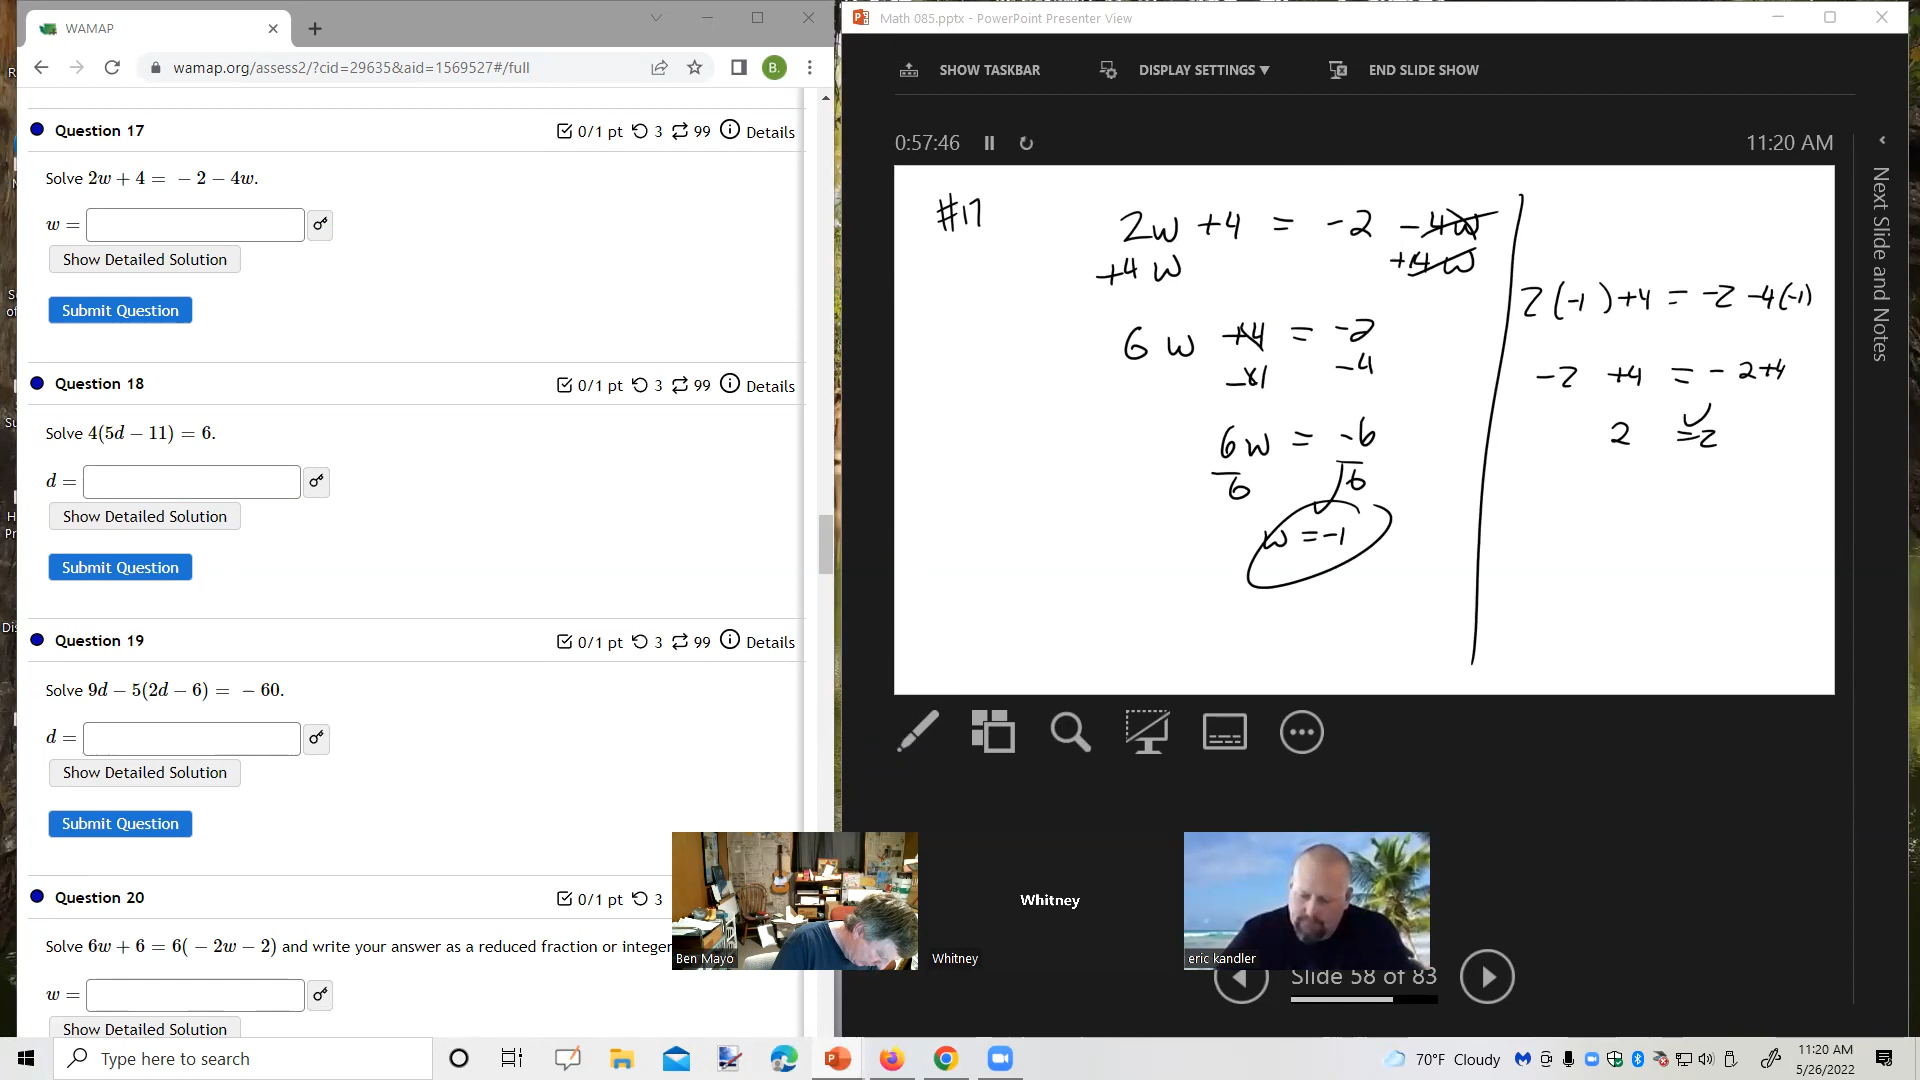 WAMAP
Math 085.pptx - PowerPoint Presenter View
wamap.org/assess2/?cid=29635&aid=1569527#/full
B.
SHOW TASKBAR
DISPLAY SETTINGS
END SLIDE SHOW
Question 17
0/1 pt 3 99 Details
Solve 2w + 4 = − 2 − 4w.
w =
Show Detailed Solution
Submit Question
Question 18
0/1 pt 3 99 Details
Solve 4(5d − 11) = 6.
d =
Show Detailed Solution
Submit Question
Question 19
0/1 pt 3 99 Details
Solve 9d − 5(2d − 6) = − 60.
d =
Show Detailed Solution
Submit Question
Question 20
0/1 pt 3
Solve 6w + 6 = 6( − 2w − 2) and write your answer as a reduced fraction or integer
w =
Show Detailed Solution
0:57:46
11:20 AM
Next Slide and Notes
#17
2w +4 = -2 -4w
+4w +4w
6w +4 = -2
-4 -4
6w = -6
6 6
w = -1
2(-1)+4 = -2 -4(-1)
-2 +4 = -2+4
2 =2
Ben Mayo
Whitney
Whitney
eric kandler
Slide 58 of 83
Type here to search
70°F Cloudy
11:20 AM
5/26/2022